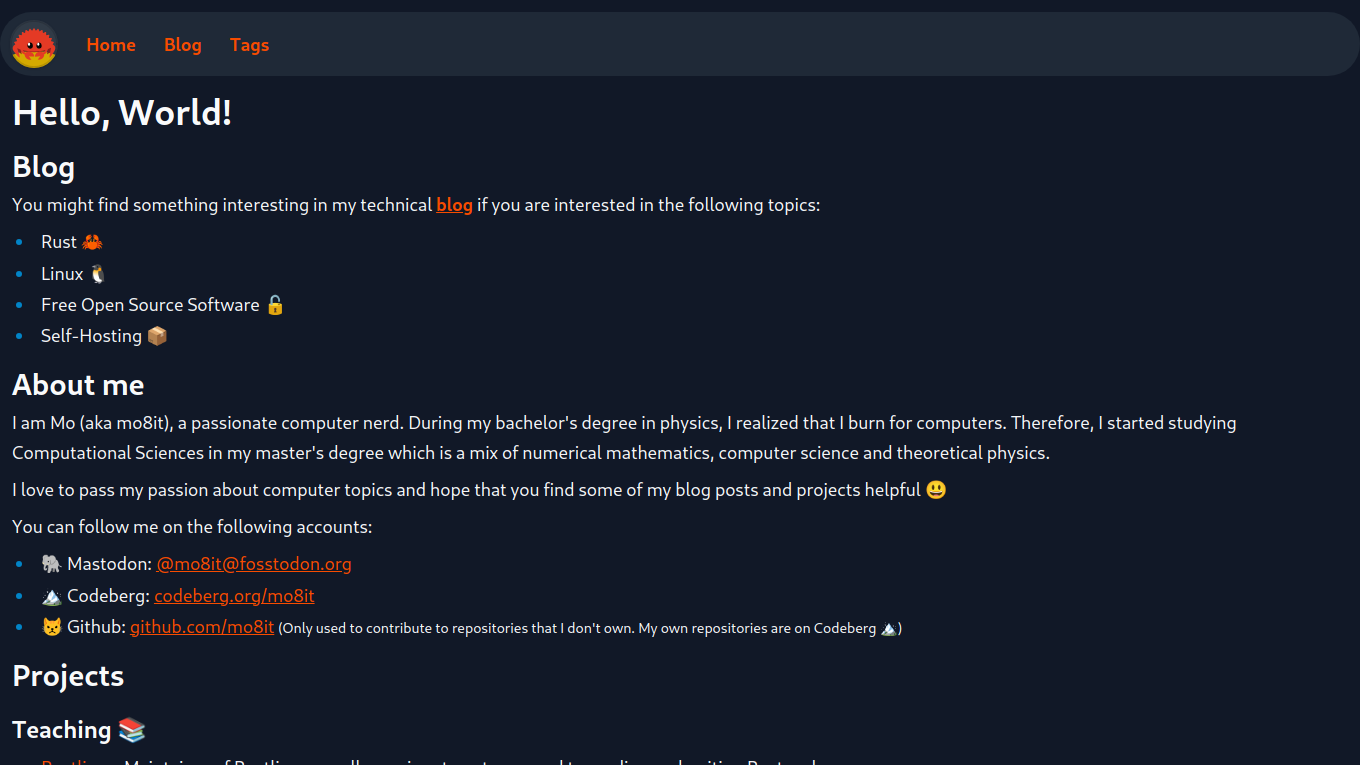 Home Blog Tags
Hello, World!
Blog
You might find something interesting in my technical blog if you are interested in the following topics:
Rust 🦀
Linux 🐧
Free Open Source Software 🔓
Self-Hosting 📦
About me
I am Mo (aka mo8it), a passionate computer nerd. During my bachelor's degree in physics, I realized that I burn for computers. Therefore, I started studying
Computational Sciences in my master's degree which is a mix of numerical mathematics, computer science and theoretical physics.
I love to pass my passion about computer topics and hope that you find some of my blog posts and projects helpful 😃
You can follow me on the following accounts:
🐘 Mastodon: @mo8it@fosstodon.org
🏔️ Codeberg: codeberg.org/mo8it
😾 Github: github.com/mo8it (Only used to contribute to repositories that I don't own. My own repositories are on Codeberg 🏔️)
Projects
Teaching 📚